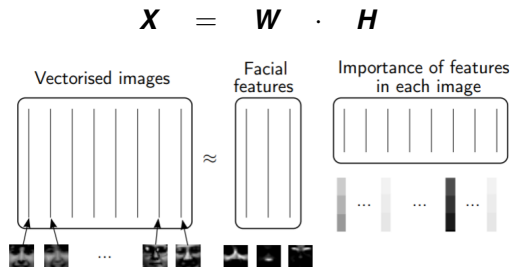 X = W · H
Vectorised images
Facial
features
Importance of features
in each image
≈
...
...
...